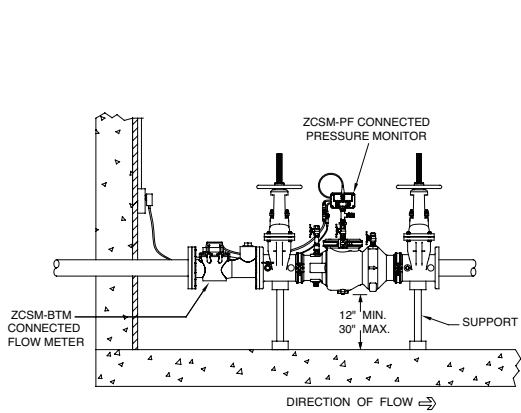 ZCSM-PF CONNECTED
PRESSURE MONITOR
ZCSM-BTM
CONNECTED
FLOW METER
12" MIN.
30" MAX.
SUPPORT
DIRECTION OF FLOW